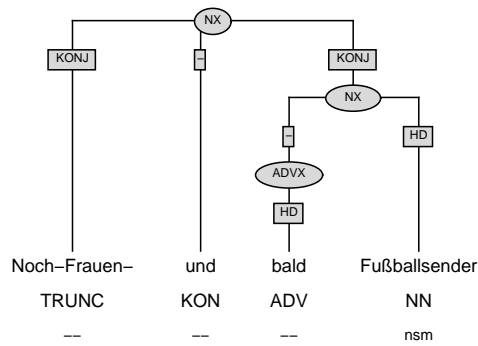 NX
KONJ – KONJ
NX
– HD
ADVX
HD
Noch–Frauen– und bald Fußballsender
TRUNC KON ADV NN
–– –– –– nsm